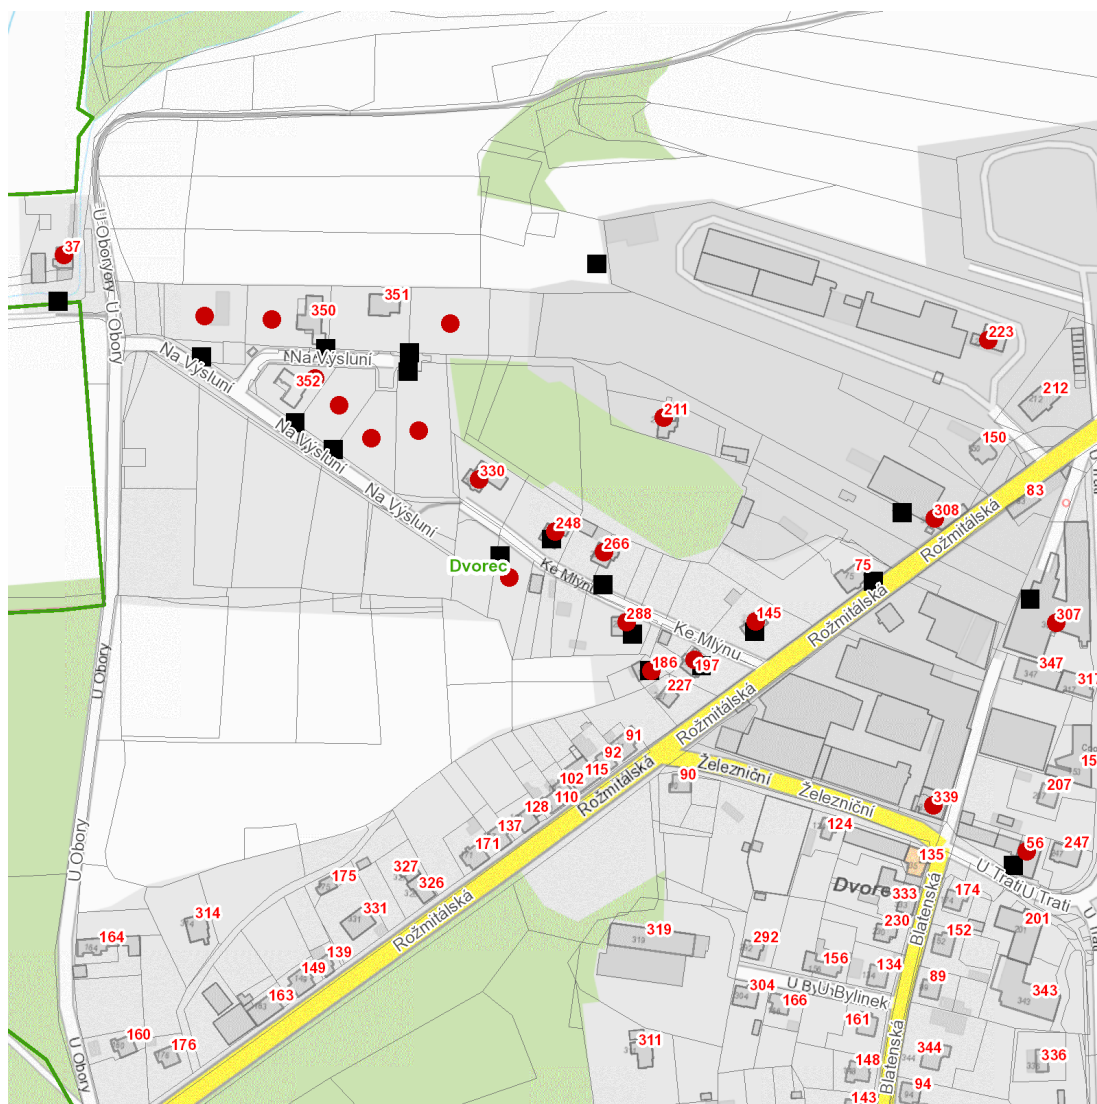 37
U Obory
ory
U Obory
350
351
223
Na Výsluní
Na Výsluní
352
212
211
150
Na Výsluní
330
83
308
Na Výsluní
Rožmitálská
248
266
Dvorec
75
Ke Mlýnu
288
145
307
Rožmitálská
Ke Mlýnu
347
186
197
317
227
U Obory
Rožmitálská
91
92
115
Železniční
102
90
Rožmitálská
207
Železniční
339
110
128
124
137
56
247
171
135
U Obory
327
175
326
Dvorec
333
U Trati
U Trati
174
314
331
Rožmitálská
230
201
Blatenská
164
319
292
152
139
156
134
149
89
304
343
163
166
U Bylinek
161
160
176
311
344
336
U Obory
148
Blatenská
94
143